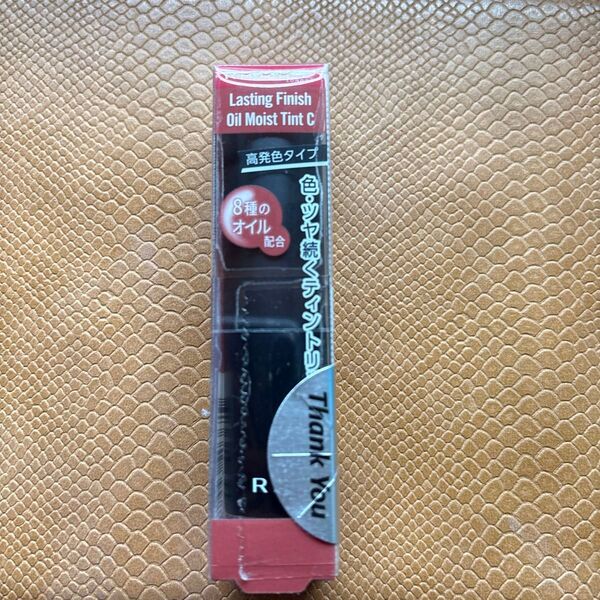 Lasting Finish
Oil Moist Tint C
高発色タイプ
8種の
オイル
配合
色・ツヤ続くティントリ
Thank You
R